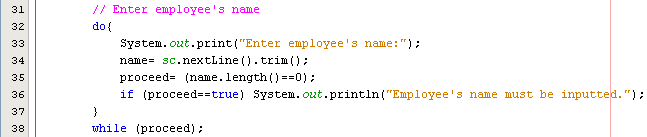 31 // Enter employee's name
32 do{
33 System.out.print("Enter employee's name:");
34 name= sc.nextLine().trim();
35 proceed= (name.length()==0);
36 if (proceed==true) System.out.println("Employee's name must be inputted.");
37 }
38 while (proceed);